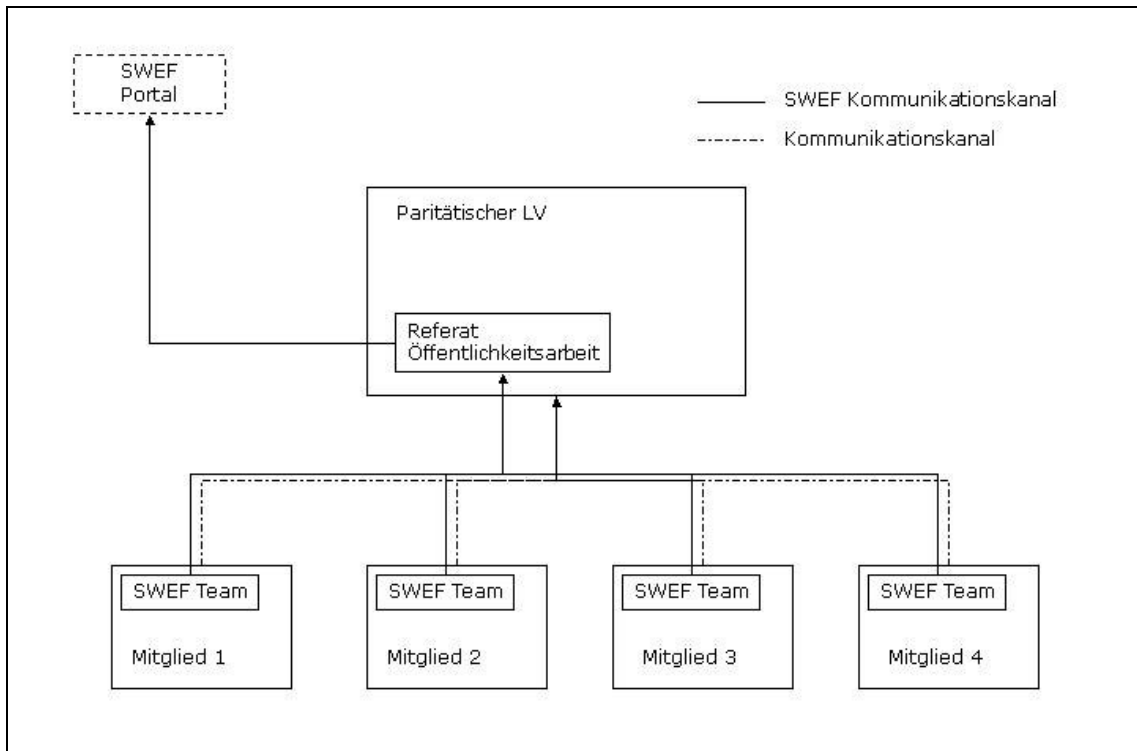 SWEF
Portal
SWEF Kommunikationskanal
Kommunikationskanal
Paritätischer LV
Referat
Öffentlichkeitsarbeit
SWEF Team
SWEF Team
SWEF Team
SWEF Team
Mitglied 1
Mitglied 2
Mitglied 3
Mitglied 4